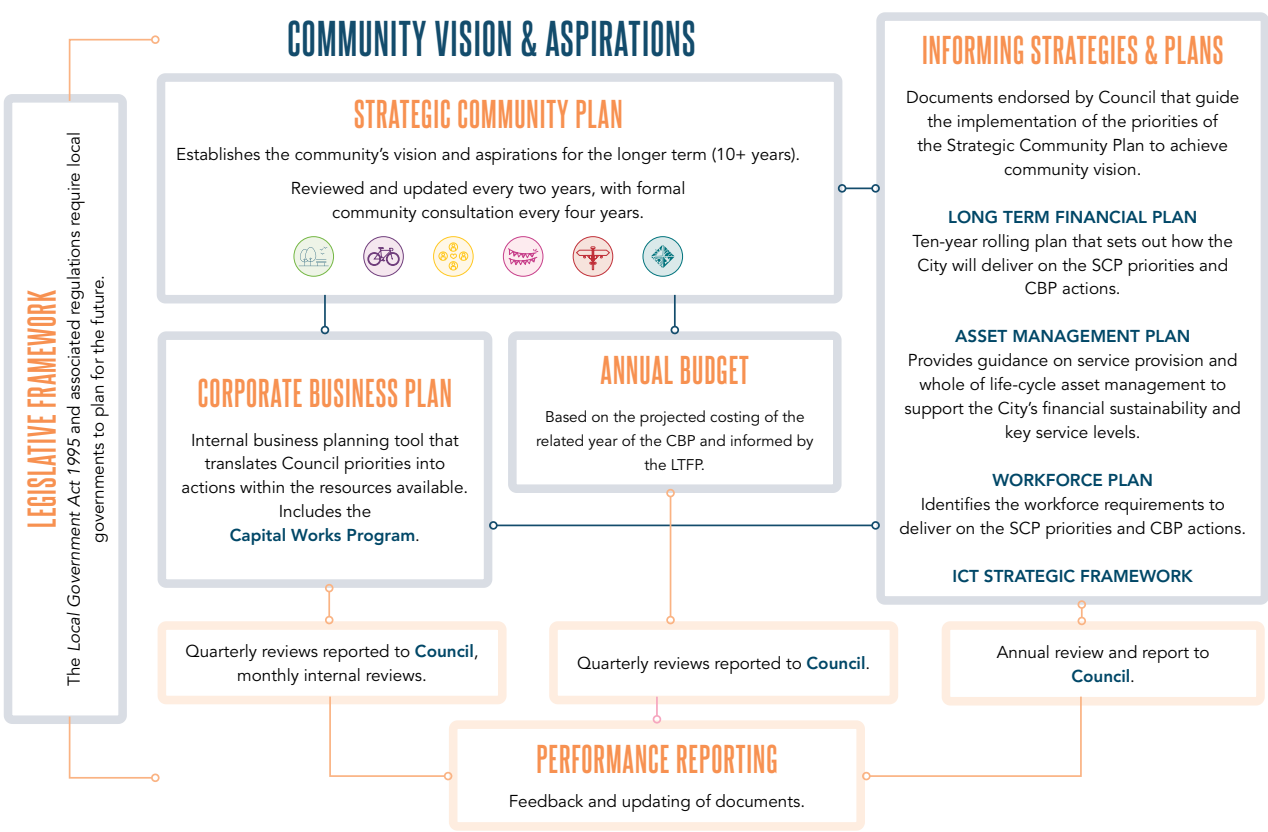 COMMUNITY VISION & ASPIRATIONS
LEGISLATIVE FRAMEWORK
The Local Government Act 1995 and associated regulations require local
governments to plan for the future.
STRATEGIC COMMUNITY PLAN
Establishes the community’s vision and aspirations for the longer term (10+ years).
Reviewed and updated every two years, with formal
community consultation every four years.
CORPORATE BUSINESS PLAN
Internal business planning tool that
translates Council priorities into
actions within the resources available.
Includes the
Capital Works Program.
ANNUAL BUDGET
Based on the projected costing of the
related year of the CBP and informed by
the LTFP.
INFORMING STRATEGIES & PLANS
Documents endorsed by Council that guide
the implementation of the priorities of
the Strategic Community Plan to achieve
community vision.
LONG TERM FINANCIAL PLAN
Ten-year rolling plan that sets out how the
City will deliver on the SCP priorities and
CBP actions.
ASSET MANAGEMENT PLAN
Provides guidance on service provision and
whole of life-cycle asset management to
support the City’s financial sustainability and
key service levels.
WORKFORCE PLAN
Identifies the workforce requirements to
deliver on the SCP priorities and CBP actions.
ICT STRATEGIC FRAMEWORK
Quarterly reviews reported to Council,
monthly internal reviews.
Quarterly reviews reported to Council.
Annual review and report to
Council.
PERFORMANCE REPORTING
Feedback and updating of documents.